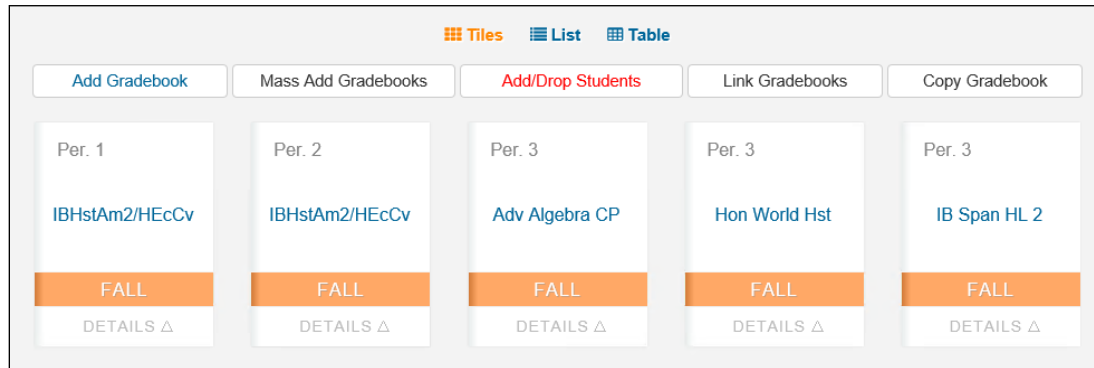 Tiles List Table
Add Gradebook Mass Add Gradebooks Add/Drop Students Link Gradebooks Copy Gradebook
Per. 1 Per. 2 Per. 3 Per. 3 Per. 3
IBHstAm2/HEcCv IBHstAm2/HEcCv Adv Algebra CP Hon World Hst IB Span HL 2
FALL FALL FALL FALL FALL
DETAILS △ DETAILS △ DETAILS △ DETAILS △ DETAILS △